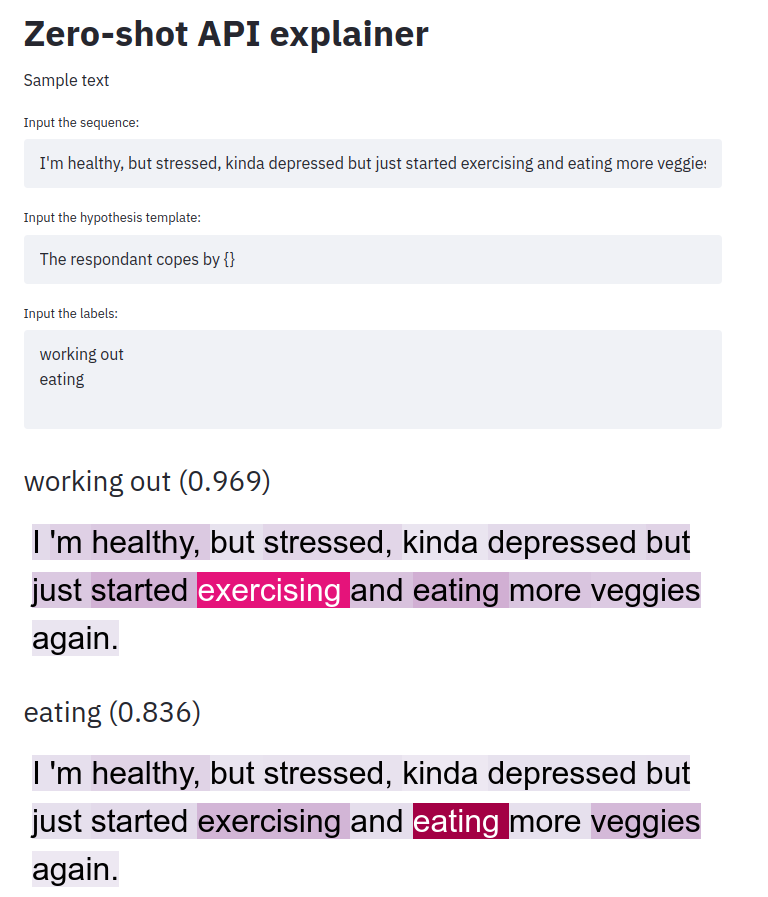 Zero-shot API explainer
Sample text
Input the sequence:
I'm healthy, but stressed, kinda depressed but just started exercising and eating more veggies
Input the hypothesis template:
The respondant copes by {}
Input the labels:
working out
eating
working out (0.969)
I 'm healthy, but stressed, kinda depressed but
just started exercising and eating more veggies
again.
eating (0.836)
I 'm healthy, but stressed, kinda depressed but
just started exercising and eating more veggies
again.